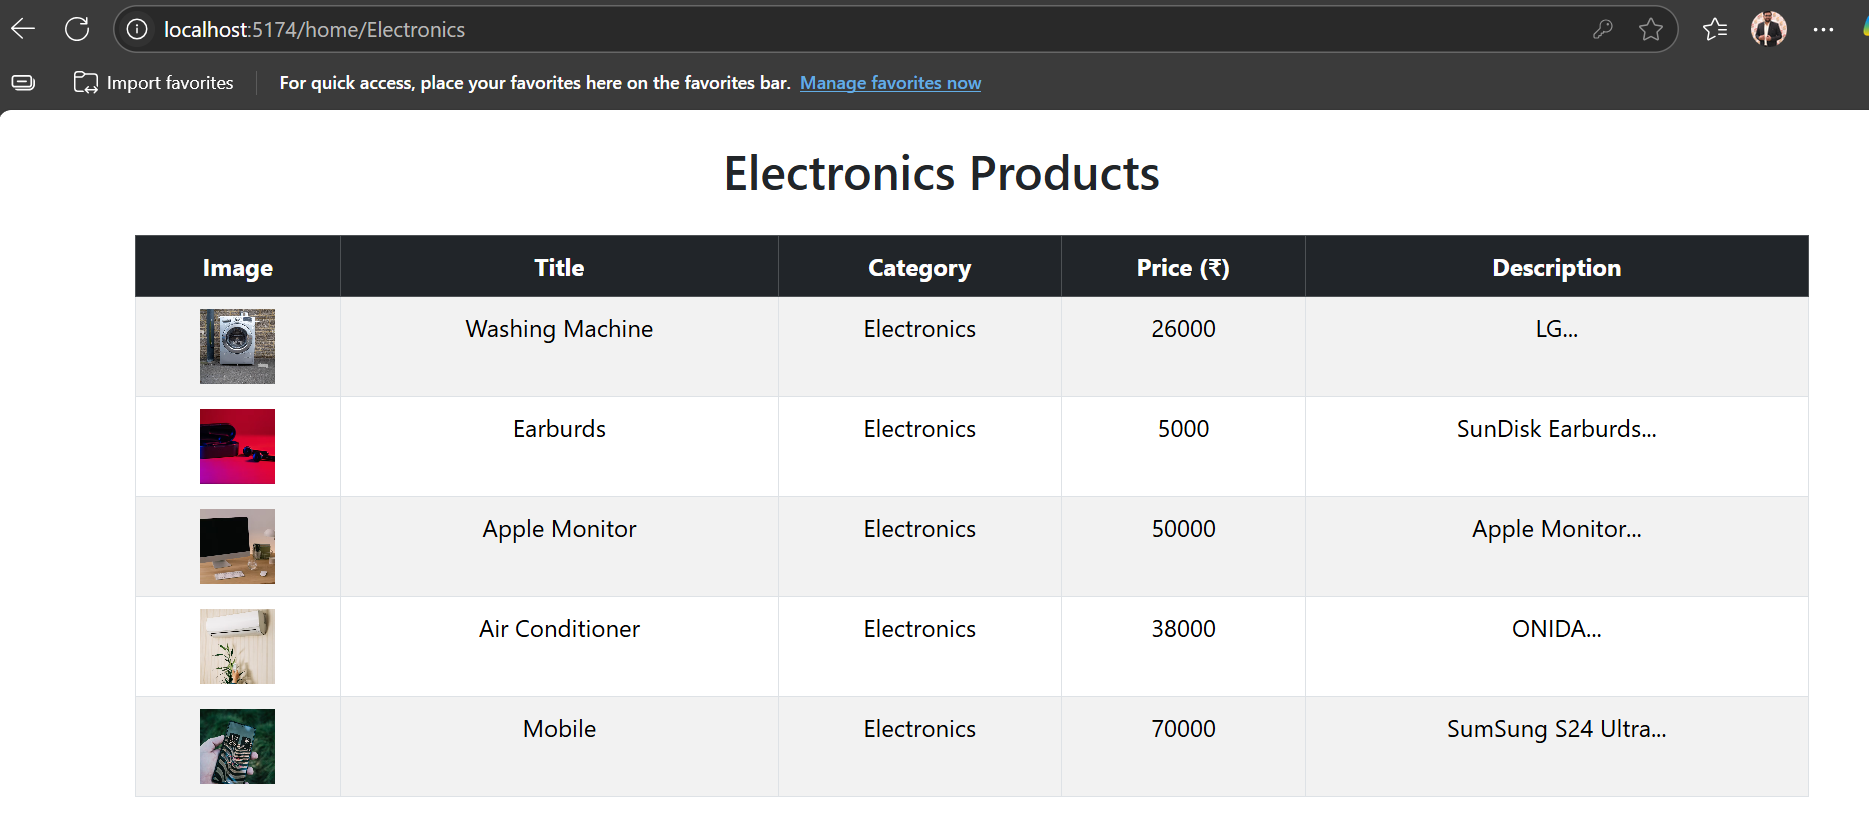 localhost:5174/home/Electronics
Import favorites For quick access, place your favorites here on the favorites bar. Manage favorites now
Electronics Products
Image Title Category Price (₹) Description
Washing Machine Electronics 26000 LG...
Earburds Electronics 5000 SunDisk Earburds...
Apple Monitor Electronics 50000 Apple Monitor...
Air Conditioner Electronics 38000 ONIDA...
Mobile Electronics 70000 SumSung S24 Ultra...